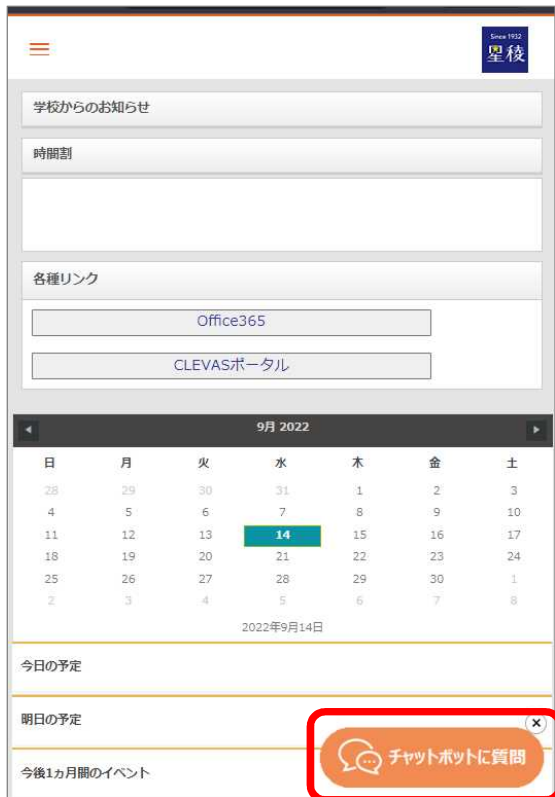 Since 1932
星稜
学校からのお知らせ
時間割
各種リンク
Office365
CLEVASポータル
9月 2022
日 月 火 水 木 金 土
28 29 30 31 1 2 3
4 5 6 7 8 9 10
11 12 13 14 15 16 17
18 19 20 21 22 23 24
25 26 27 28 29 30 1
2 3 4 5 6 7 8
2022年9月14日
今日の予定
明日の予定
チャットボットに質問
今後1ヵ月間のイベント